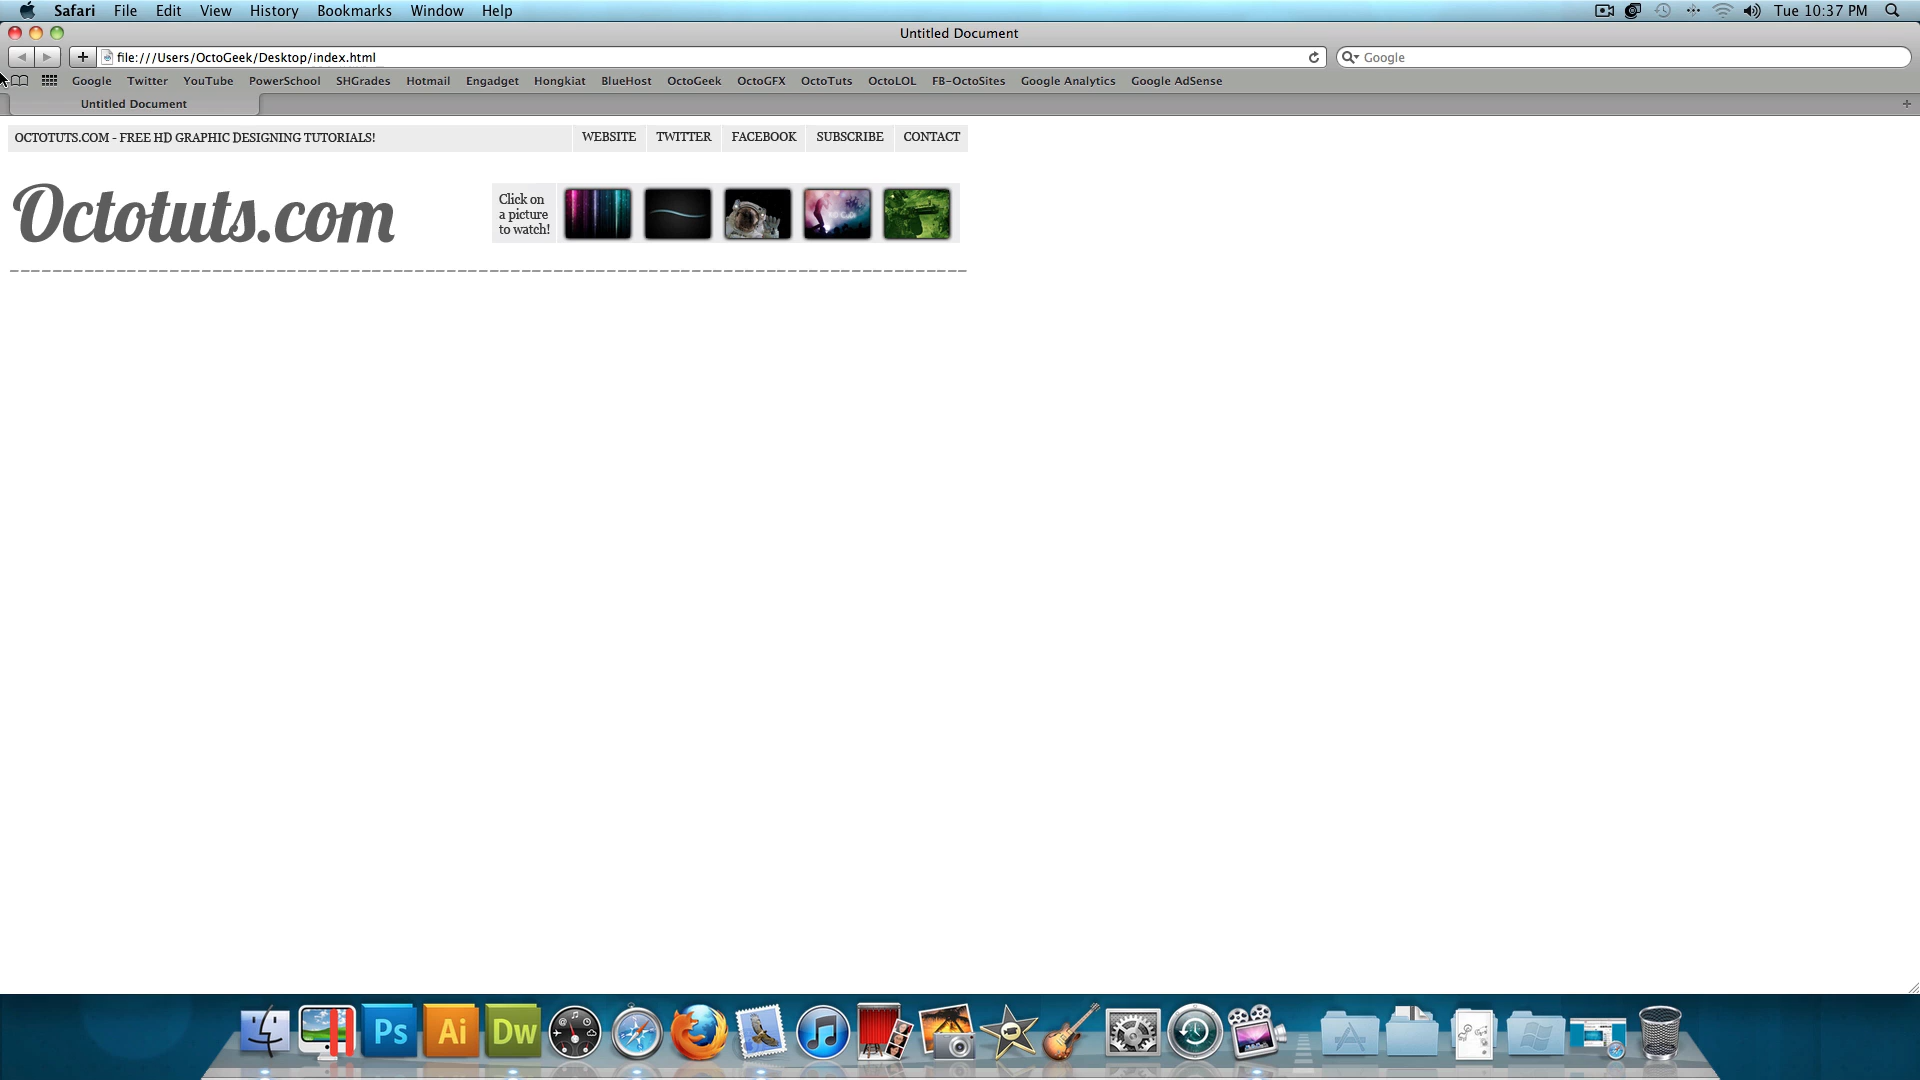 Safari File Edit View History Bookmarks Window Help
Tue 10:37 PM
Untitled Document
file:///Users/OctoGeek/Desktop/index.html
Google
Google Twitter YouTube PowerSchool SHGrades Hotmail Engadget Hongkiat BlueHost OctoGeek OctoGFX OctoTuts OctoLOL FB-OctoSites Google Analytics Google AdSense
Untitled Document
OCTOTUTS.COM - FREE HD GRAPHIC DESIGNING TUTORIALS!
WEBSITE TWITTER FACEBOOK SUBSCRIBE CONTACT
Octotuts.com
Click on
a picture
to watch!
Ps Ai Dw